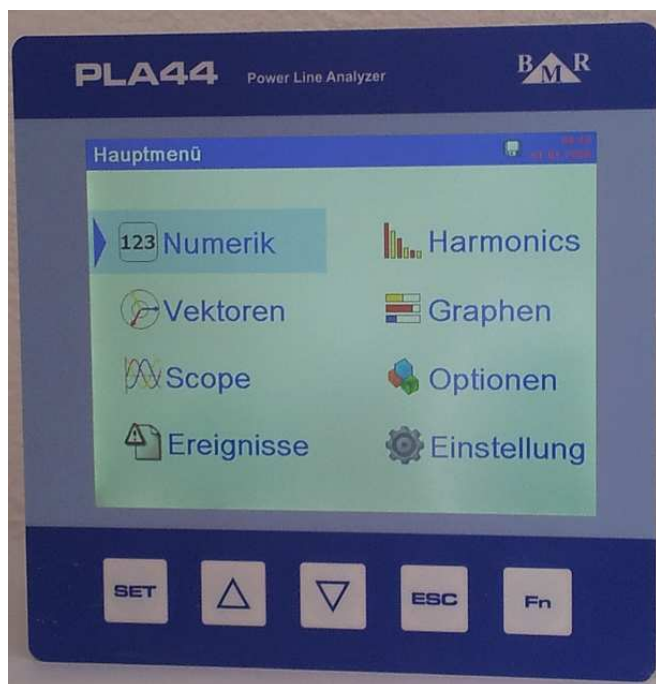 PLA44 Power Line Analyzer BMR
Hauptmenü
123 Numerik Harmonics
Vektoren Graphen
Scope Optionen
Ereignisse Einstellung
SET ESC Fn